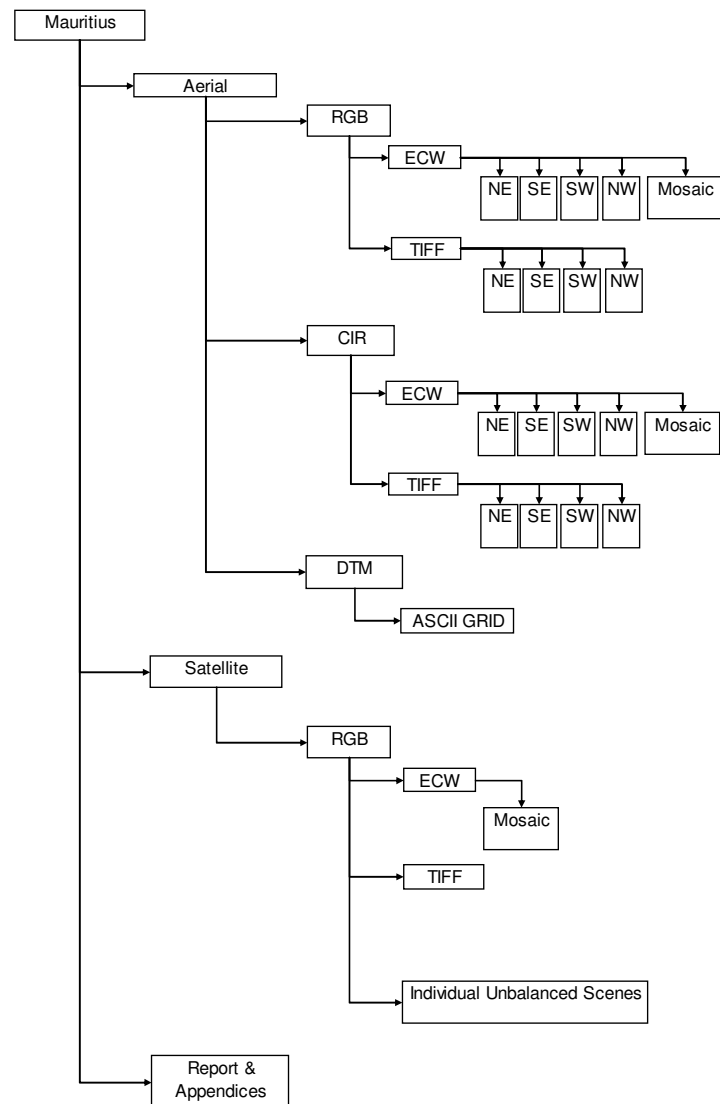 Mauritius
Aerial
RGB
ECW
NE SE SW NW Mosaic
TIFF
NE SE SW NW
CIR
ECW
NE SE SW NW Mosaic
TIFF
NE SE SW NW
DTM
ASCII GRID
Satellite
RGB
ECW
Mosaic
TIFF
Individual Unbalanced Scenes
Report &
Appendices